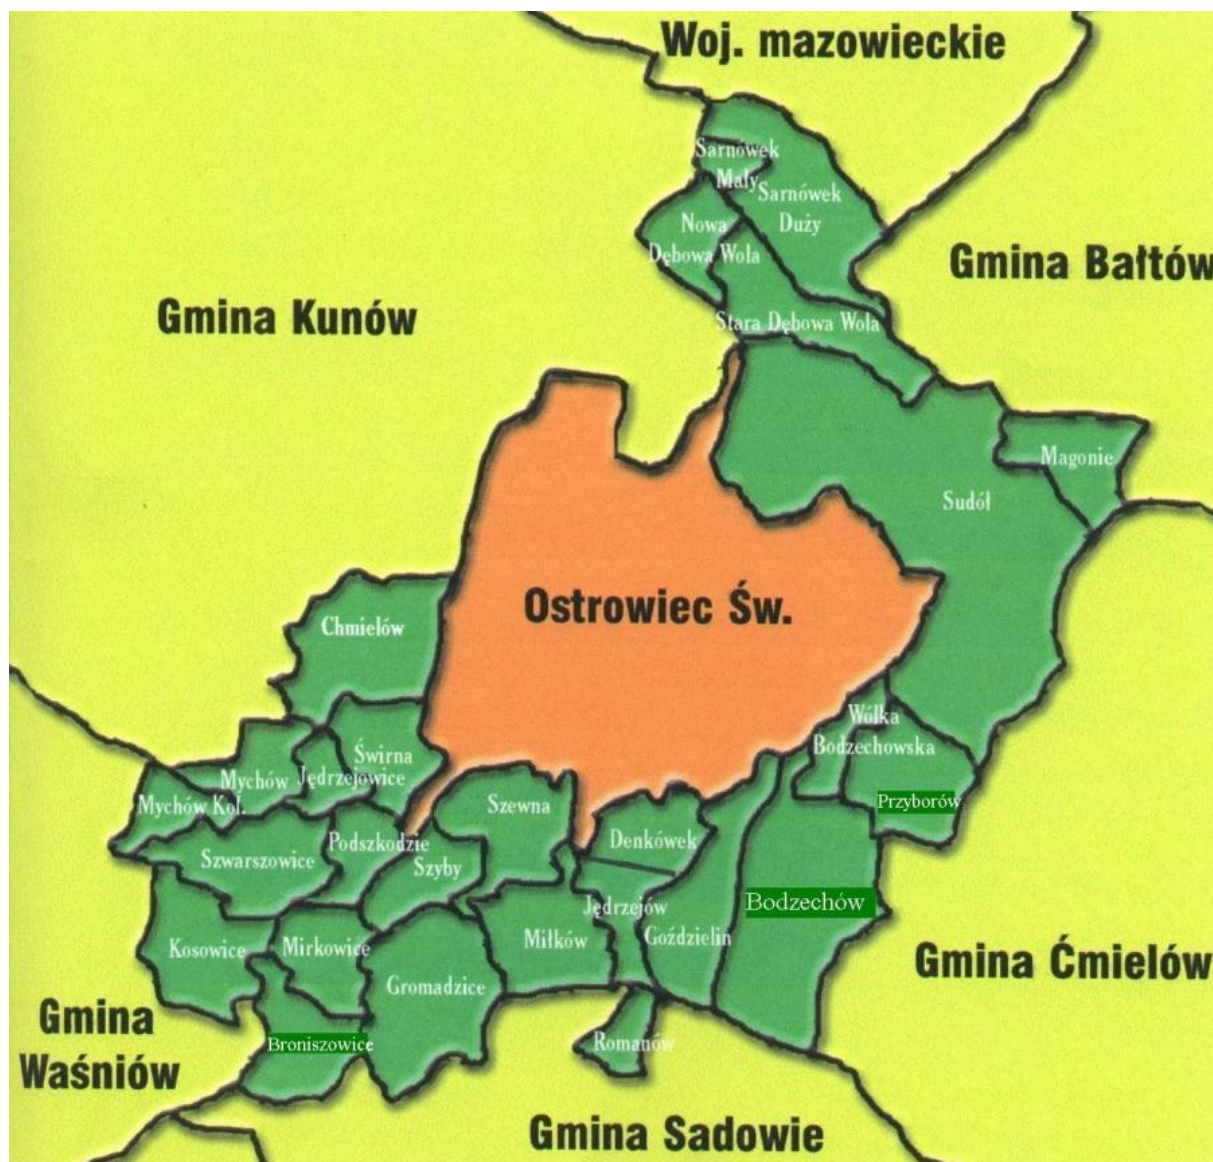 Woj. mazowieckie
Sarnówek
Mały
Sarnówek
Duży
Nowa
Dębowa Wola
Gmina Bałtów
Gmina Kunów
Stara Dębowa Wola
Magonie
Sudół
Ostrowiec Św.
Chmielów
Wólka
Bodzechowska
Świrna
Mychów
Jędrzejowice
Mychów Kol.
Szewna
Przyborów
Podszkodzie
Denkówek
Szwarszowice
Szyby
Bodzechów
Jędrzejów
Kosowice
Mirkowice
Miłków
Goździelin
Gmina Ćmielów
Gromadzice
Gmina
Waśniów
Broniszowice
Romanów
Gmina Sadowie